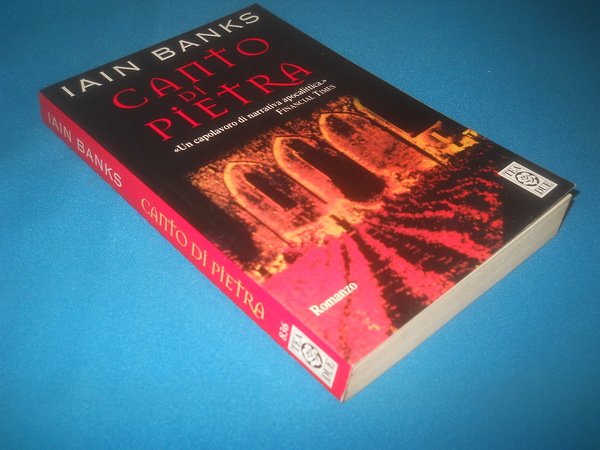 IAIN BANKS
CANTO
DI
PIETRA
«Un capolavoro di narrativa apocalittica.»
FINANCIAL TIMES
TEA
DUE
Romanzo
IAIN BANKS
CANTO DI PIETRA
836
TEA
DUE